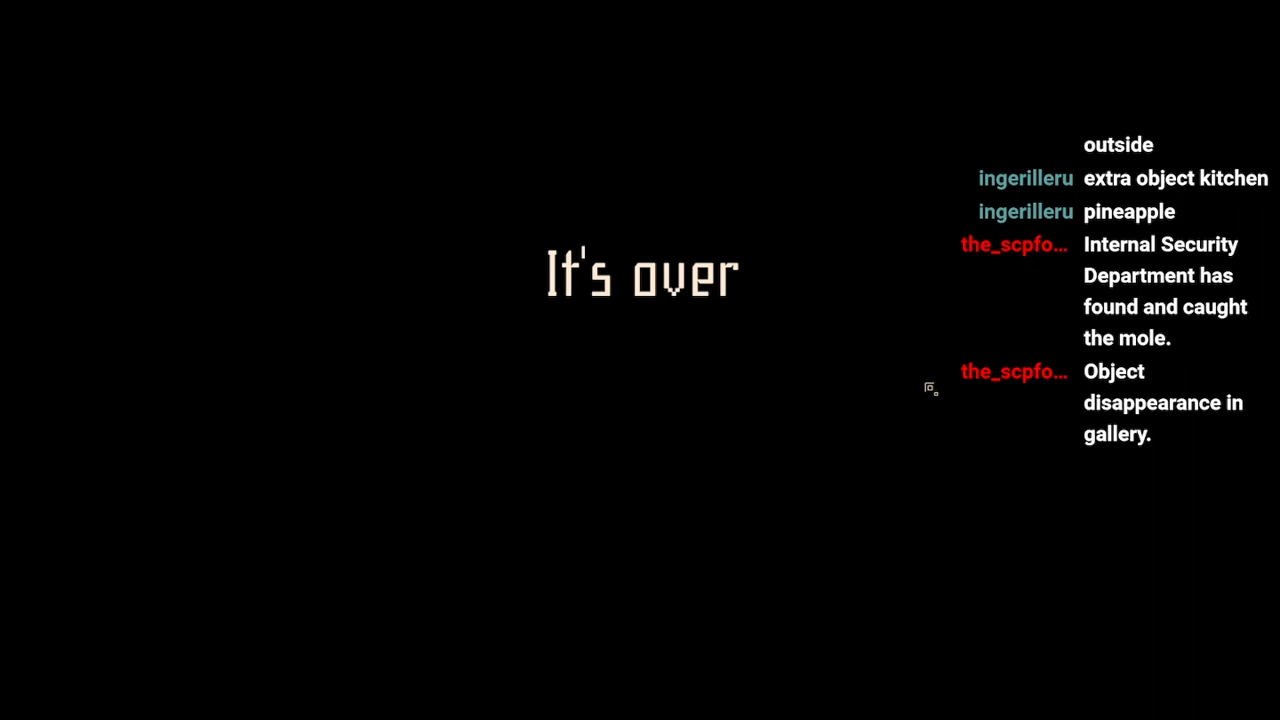 It's over
outside
ingerilleru extra object kitchen
ingerilleru pineapple
the_scpfo... Internal Security
Department has
found and caught
the mole.
the_scpfo... Object
disappearance in
gallery.